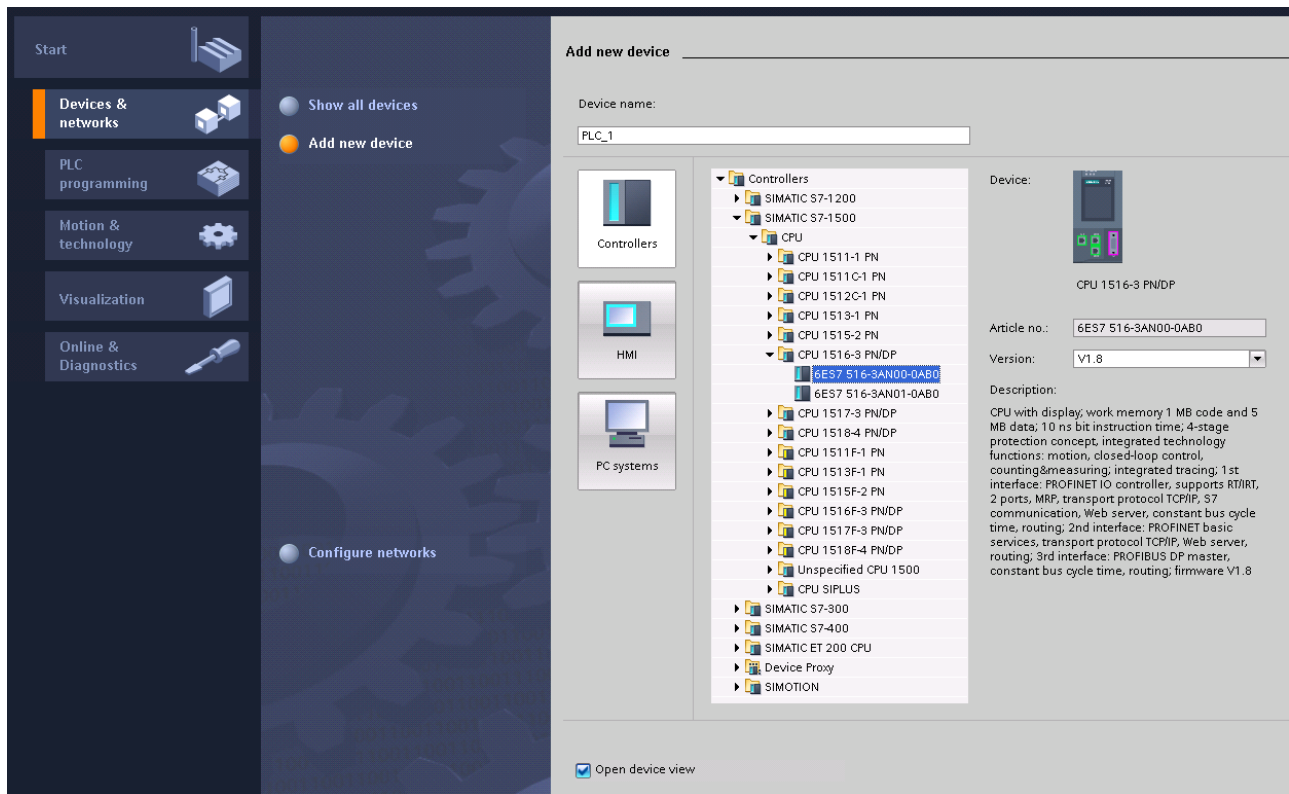 Start
Devices &
networks
PLC
programming
Motion &
technology
Visualization
Online &
Diagnostics
Show all devices
Add new device
Configure networks
Add new device
Device name:
PLC_1
Controllers
HMI
PC systems
Controllers
SIMATIC S7-1200
SIMATIC S7-1500
CPU
CPU 1511-1 PN
CPU 1511C-1 PN
CPU 1512C-1 PN
CPU 1513-1 PN
CPU 1515-2 PN
CPU 1516-3 PN/DP
6ES7 516-3AN00-0AB0
6ES7 516-3AN01-0AB0
CPU 1517-3 PN/DP
CPU 1518-4 PN/DP
CPU 1511F-1 PN
CPU 1513F-1 PN
CPU 1515F-2 PN
CPU 1516F-3 PN/DP
CPU 1517F-3 PN/DP
CPU 1518F-4 PN/DP
Unspecified CPU 1500
CPU SIPLUS
SIMATIC S7-300
SIMATIC S7-400
SIMATIC ET 200 CPU
Device Proxy
SIMOTION
Device:
CPU 1516-3 PN/DP
Article no.: 6ES7 516-3AN00-0AB0
Version: V1.8
Description:
CPU with display; work memory 1 MB code and 5
MB data; 10 ns bit instruction time; 4-stage
protection concept, integrated technology
functions: motion, closed-loop control,
counting&measuring; integrated tracing; 1st
interface: PROFINET IO controller, supports RT/IRT,
2 ports, MRP, transport protocol TCP/IP, S7
communication, Web server, constant bus cycle
time, routing; 2nd interface: PROFINET basic
services, transport protocol TCP/IP, Web server,
routing; 3rd interface: PROFIBUS DP master,
constant bus cycle time, routing; firmware V1.8
Open device view